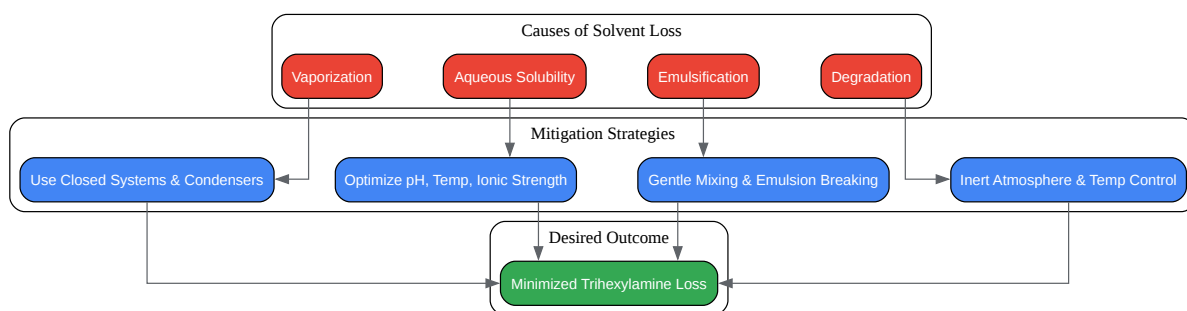 Causes of Solvent Loss
Vaporization
Aqueous Solubility
Emulsification
Degradation
Mitigation Strategies
Use Closed Systems & Condensers
Optimize pH, Temp, Ionic Strength
Gentle Mixing & Emulsion Breaking
Inert Atmosphere & Temp Control
Desired Outcome
Minimized Trihexylamine Loss